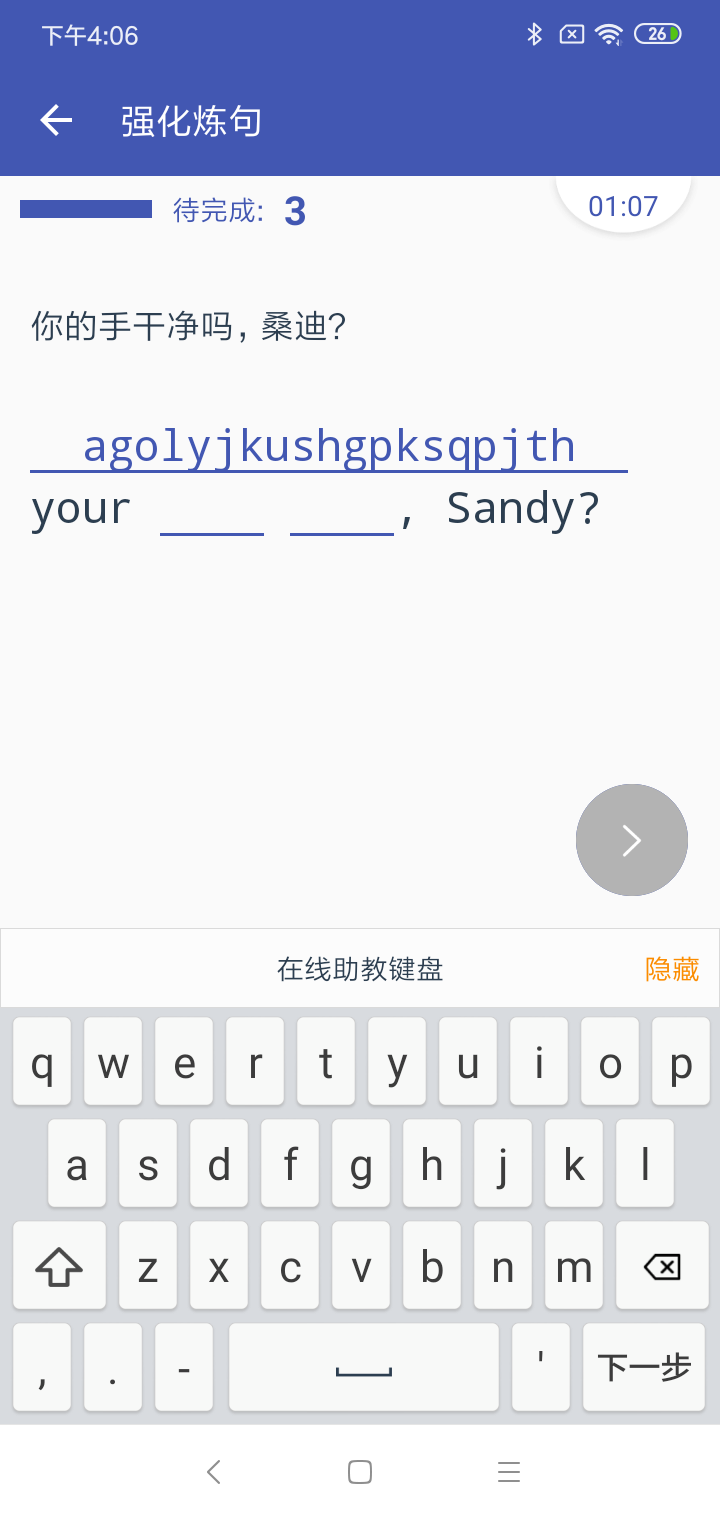 下午4:06
26
强化炼句
待完成: 3
01:07
你的手干净吗, 桑迪?
agolyjkushgpksqpjth
your ____ ____, Sandy?
在线助教键盘
隐藏
q w e r t y u i o p
a s d f g h j k l
z x c v b n m
, . - ' 下一步